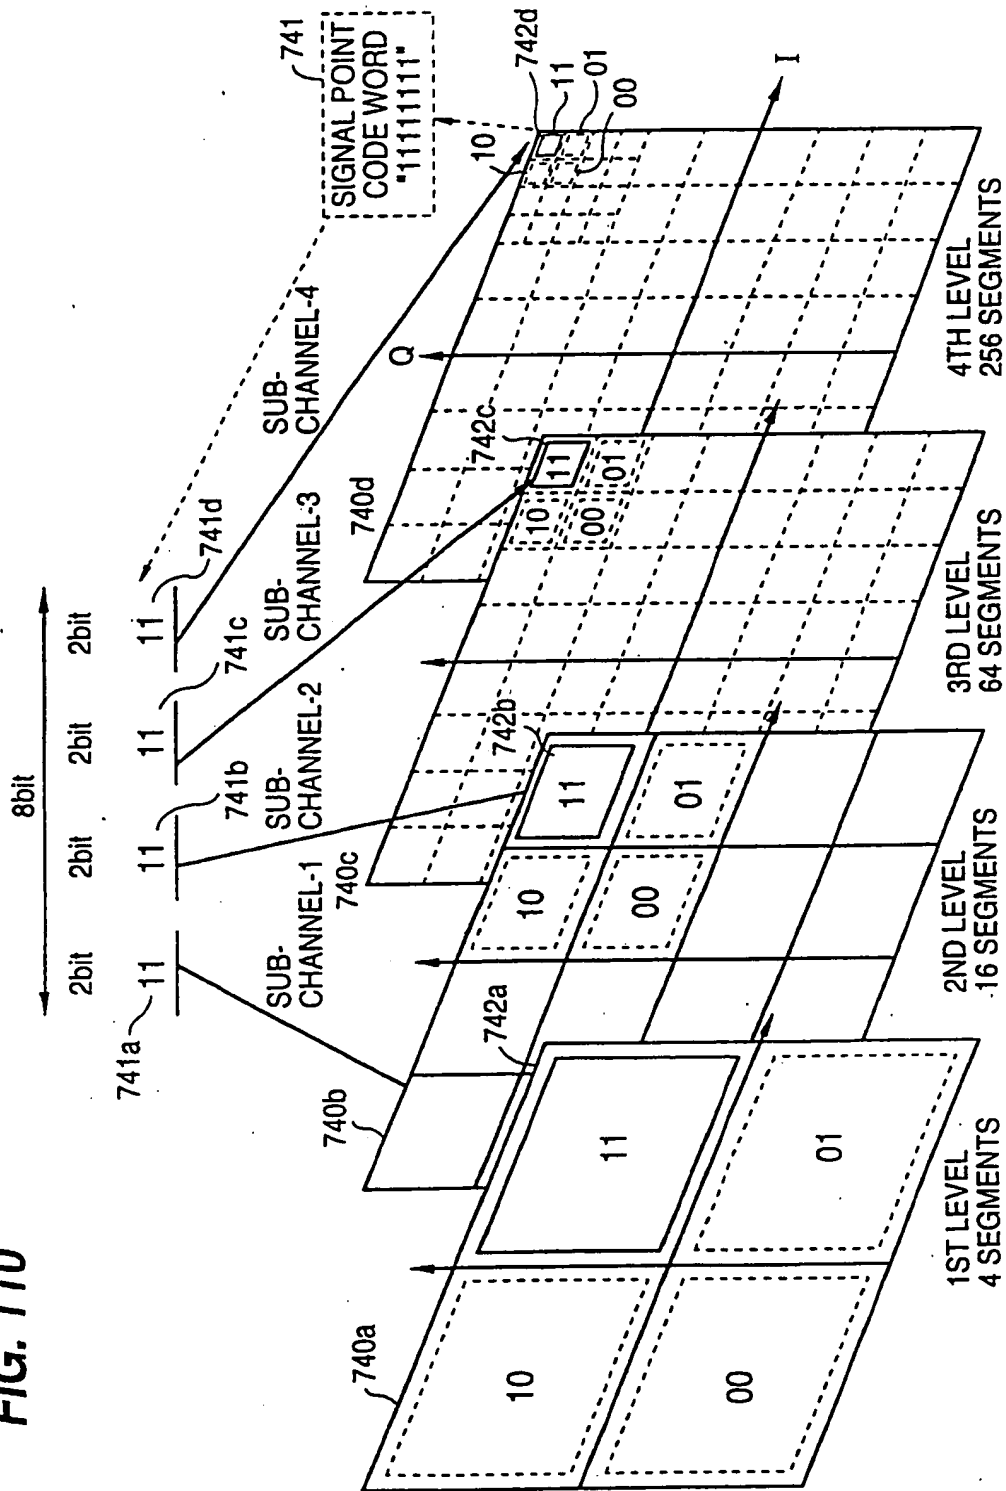 FIG. 110
8bit
2bit
2bit
2bit
2bit
741a
11
11
741b
11
741c
11
741d
741
SIGNAL POINT
CODE WORD
"11111111"
SUB-
CHANNEL-1
SUB-
CHANNEL-2
SUB-
CHANNEL-3
SUB-
CHANNEL-4
740a
740b
740c
740d
742a
742b
742c
742d
Q
I
10
11
00
01
10
11
00
01
10
11
00
01
10
11
01
00
1ST LEVEL
4 SEGMENTS
2ND LEVEL
16 SEGMENTS
3RD LEVEL
64 SEGMENTS
4TH LEVEL
256 SEGMENTS